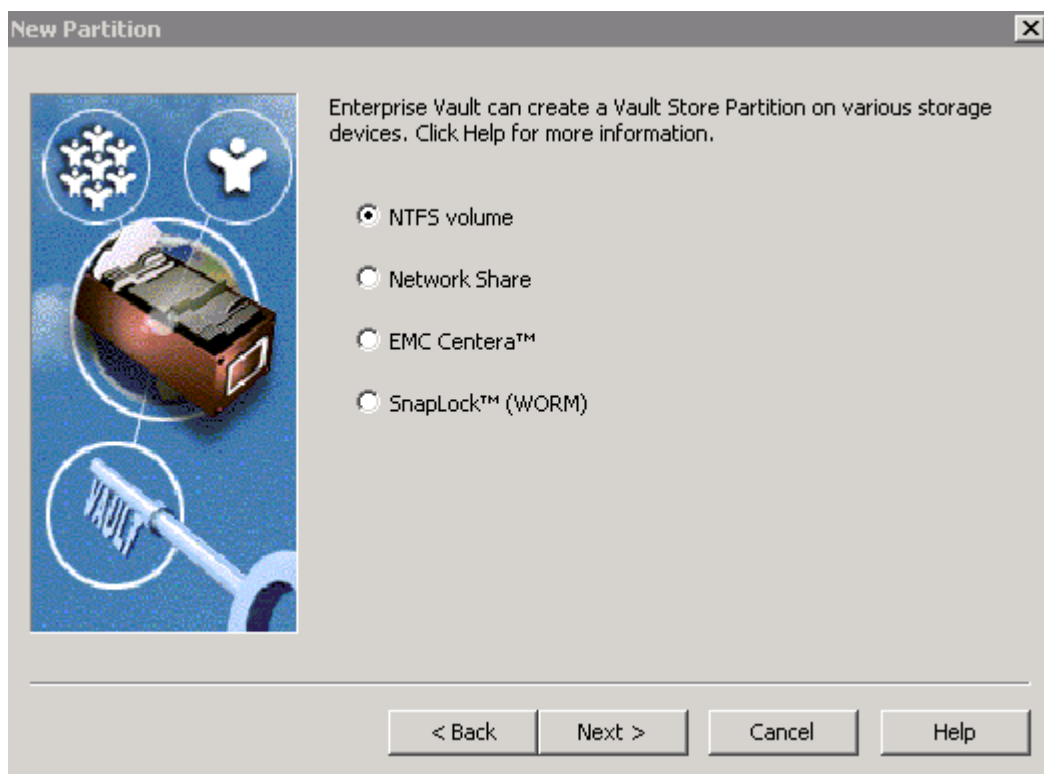 New Partition
Enterprise Vault can create a Vault Store Partition on various storage
devices. Click Help for more information.
NTFS volume
Network Share
EMC Centera™
SnapLock™ (WORM)
VAULT
< Back
Next >
Cancel
Help